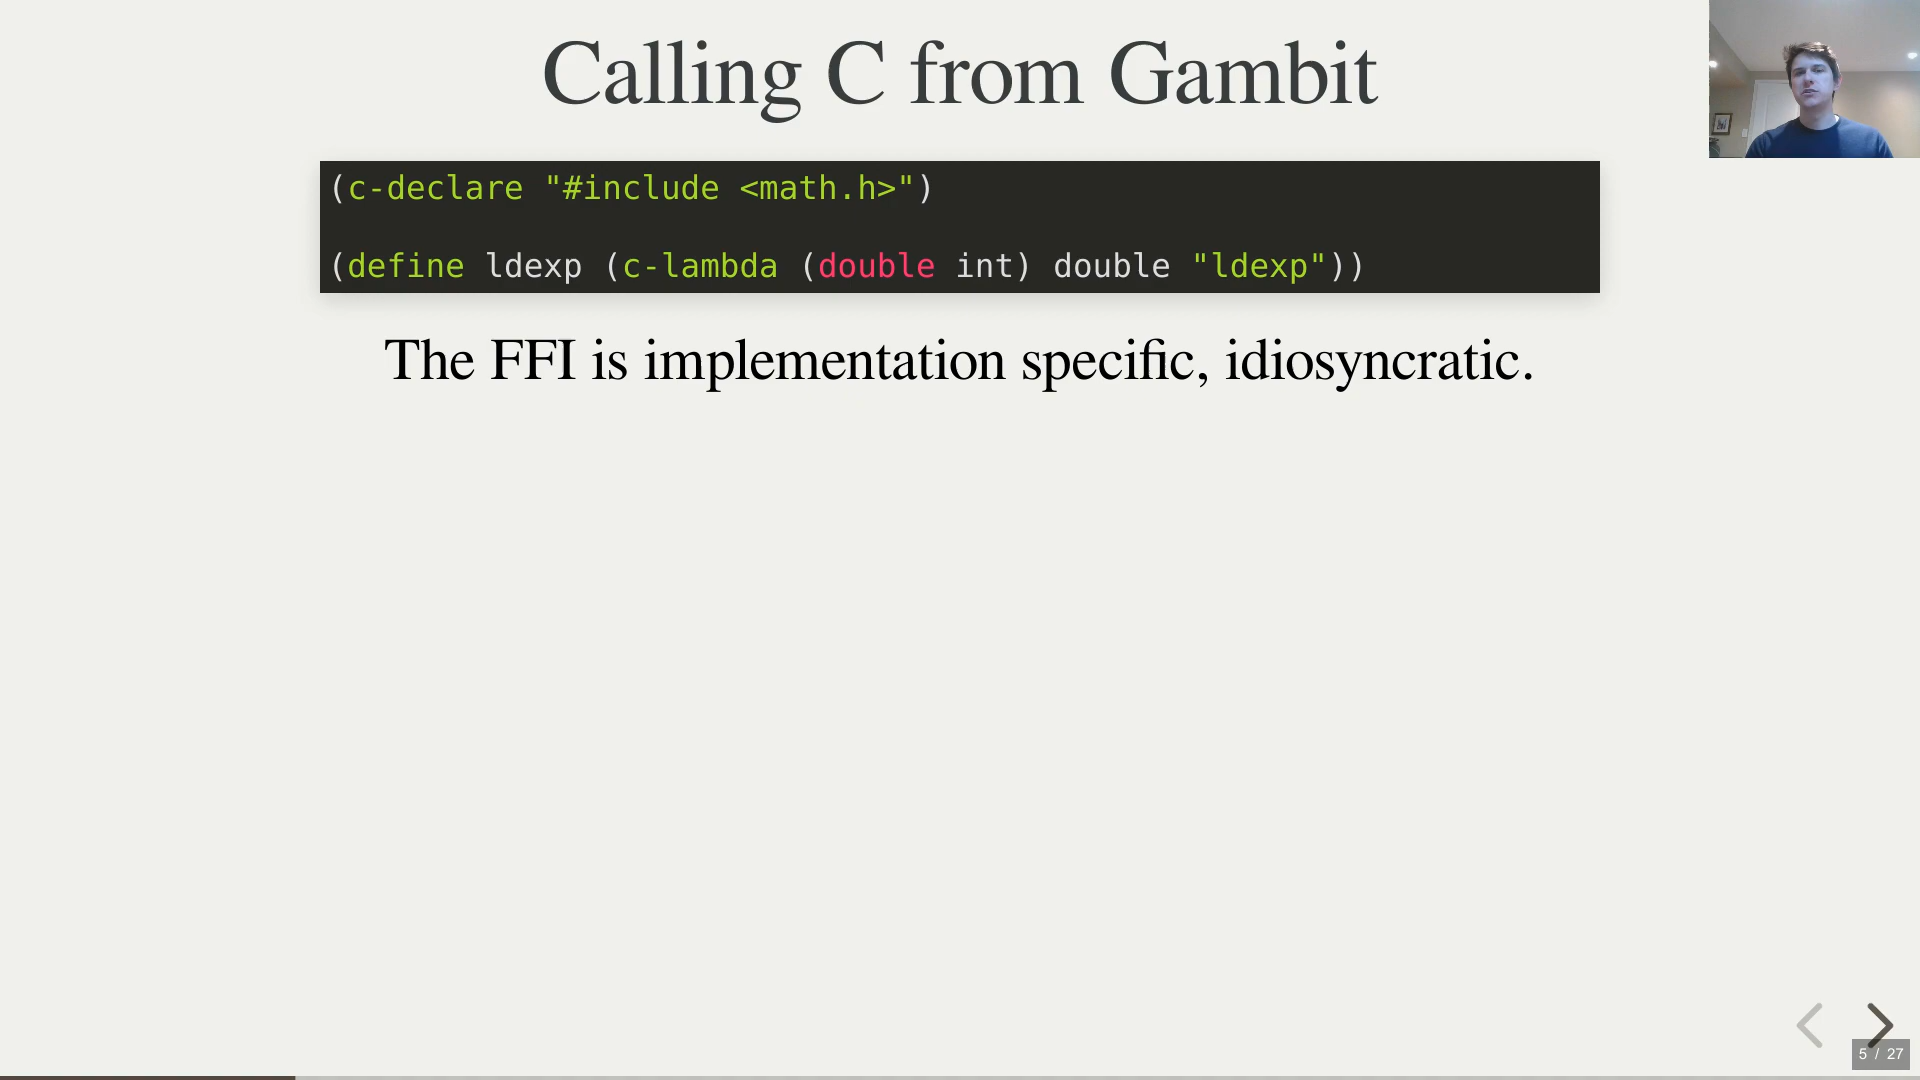 Calling C from Gambit
(c-declare "#include <math.h>")
(define ldexp (c-lambda (double int) double "ldexp"))
The FFI is implementation specific, idiosyncratic.
5 / 27